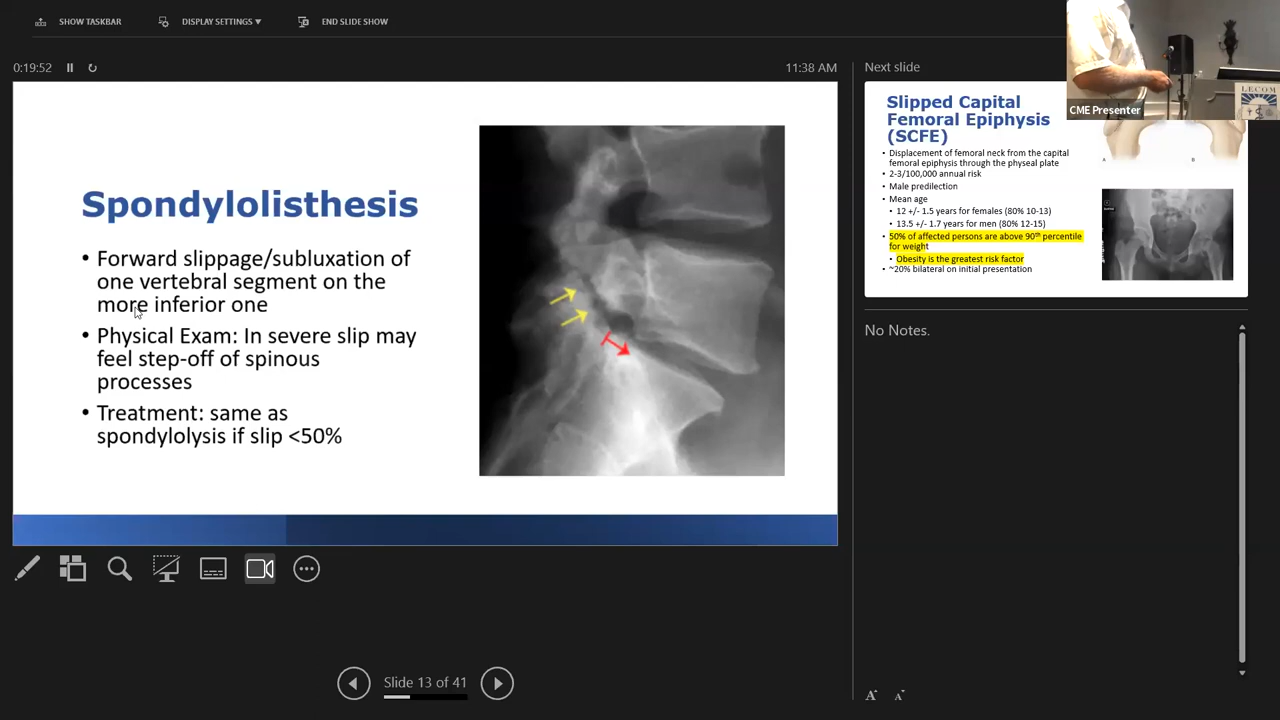 SHOW TASKBAR
DISPLAY SETTINGS ▼
END SLIDE SHOW
0:19:52
11:38 AM
Spondylolisthesis
• Forward slippage/subluxation of
one vertebral segment on the
more inferior one
• Physical Exam: In severe slip may
feel step-off of spinous
processes
• Treatment: same as
spondylolysis if slip <50%
Slide 13 of 41
Next slide
Slipped Capital
Femoral Epiphysis
(SCFE)
• Displacement of femoral neck from the capital
femoral epiphysis through the physeal plate
• 2-3/100,000 annual risk
• Male predilection
• Mean age
• 12 +/- 1.5 years for females (80% 10-13)
• 13.5 +/- 1.7 years for men (80% 12-15)
• 50% of affected persons are above 90th percentile
for weight
• Obesity is the greatest risk factor
• ~20% bilateral on initial presentation
A
B
CME Presenter
LECOM
No Notes.
A
A